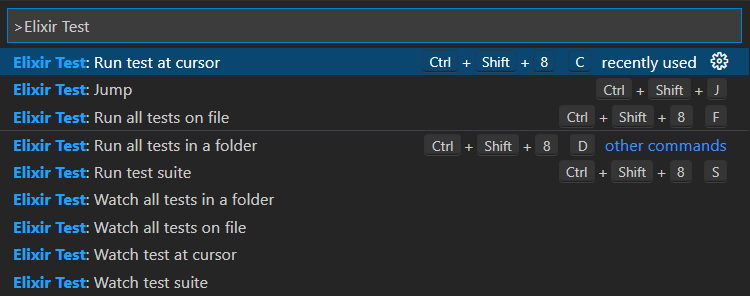 >Elixir Test
Elixir Test: Run test at cursor Ctrl + Shift + 8 C recently used
Elixir Test: Jump Ctrl + Shift + J
Elixir Test: Run all tests on file Ctrl + Shift + 8 F
Elixir Test: Run all tests in a folder Ctrl + Shift + 8 D other commands
Elixir Test: Run test suite Ctrl + Shift + 8 S
Elixir Test: Watch all tests in a folder
Elixir Test: Watch all tests on file
Elixir Test: Watch test at cursor
Elixir Test: Watch test suite